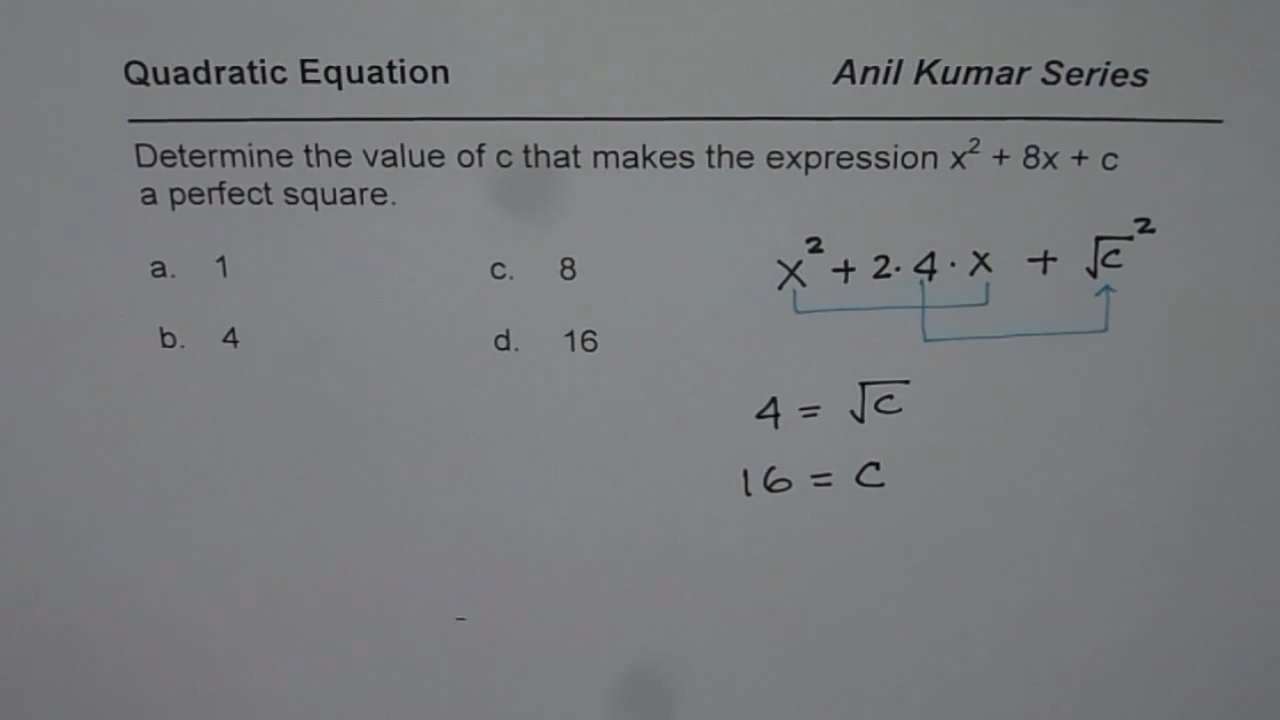 Quadratic Equation Anil Kumar Series
Determine the value of c that makes the expression x² + 8x + c
a perfect square.
a. 1 c. 8
b. 4 d. 16
x² + 2·4·x + √c²
4 = √c
16 = c